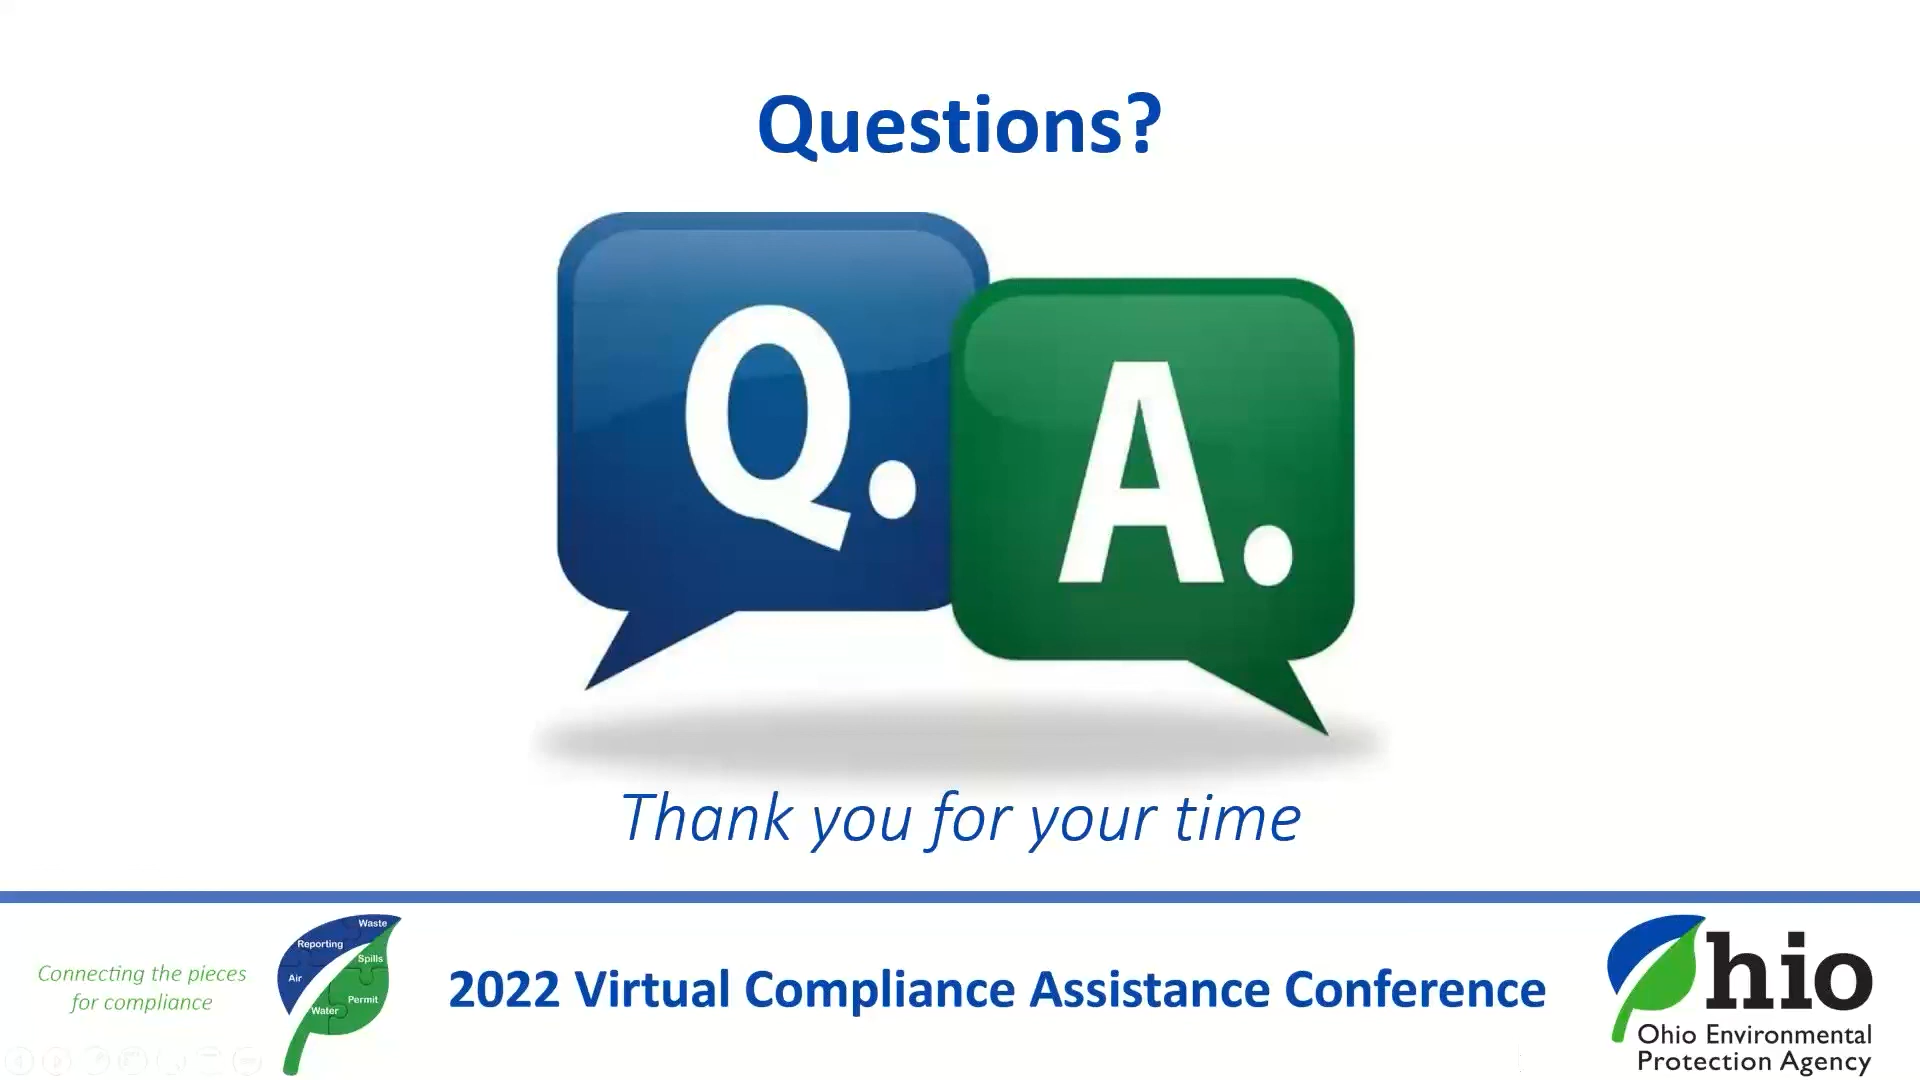 Questions?
Q.
A.
Thank you for your time
Connecting the pieces
for compliance
Waste
Reporting
Spills
Air
Permit
Water
2022 Virtual Compliance Assistance Conference
hio
Ohio Environmental
Protection Agency